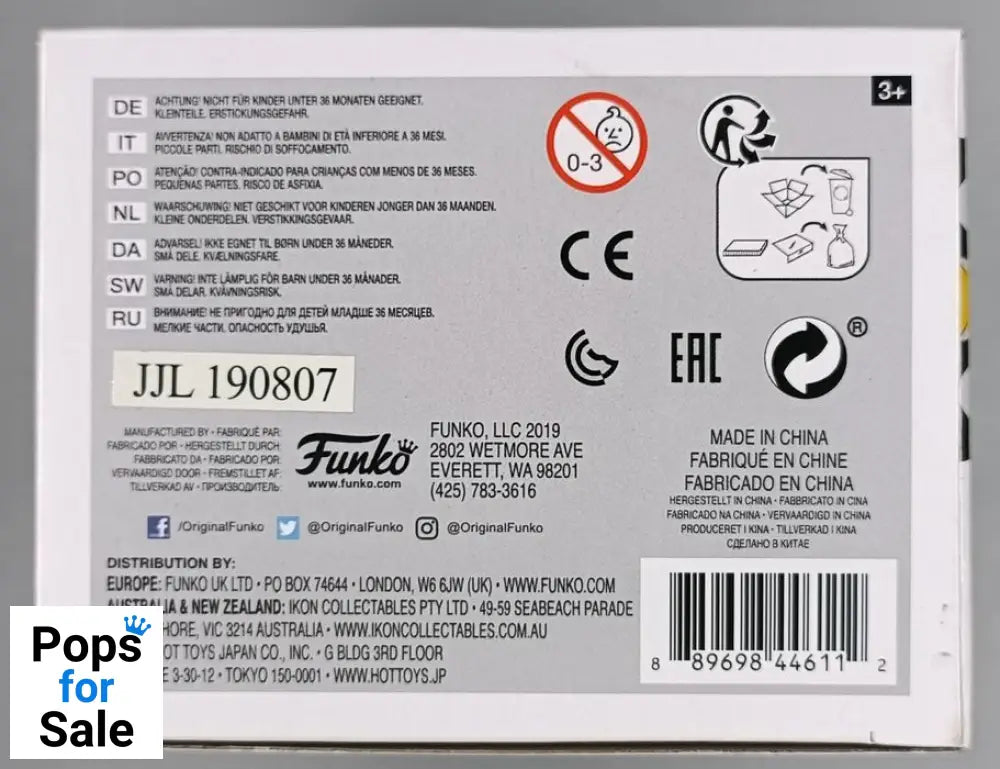 3+
DE ACHTUNG! NICHT FÜR KINDER UNTER 36 MONATEN GEEIGNET.
KLEINTEILE. ERSTICKUNGSGEFAHR.
IT AVVERTENZA! NON ADATTO A BAMBINI DI ETÀ INFERIORE A 36 MESI.
PICCOLE PARTI. RISCHIO DI SOFFOCAMENTO.
PO ATENÇÃO! CONTRA-INDICADO PARA CRIANÇAS COM MENOS DE 36 MESES.
PEQUENAS PARTES. RISCO DE ASFIXIA.
NL WAARSCHUWING! NIET GESCHIKT VOOR KINDEREN JONGER DAN 36 MAANDEN.
KLEINE ONDERDELEN. VERSTIKKINGSGEVAAR.
DA ADVARSEL! IKKE EGNET TIL BØRN UNDER 36 MÅNEDER.
SMÅ DELE. KVÆLNINGSFARE.
SW VARNING! INTE LÄMPLIG FÖR BARN UNDER 36 MÅNADER.
SMÅ DELAR. KVÄVNINGSRISK.
RU ВНИМАНИЕ! НЕ ПРИГОДНО ДЛЯ ДЕТЕЙ МЛАДШЕ 36 МЕСЯЦЕВ.
МЕЛКИЕ ЧАСТИ. ОПАСНОСТЬ УДУШЬЯ.
0-3
CE
EAC
®
JJL 190807
MANUFACTURED BY • FABRIQUÉ PAR:
FABRICADO POR • HERGESTELLT DURCH:
FABBRICATO DA • FABRICADO POR:
VERVAARDIGD DOOR • FREMSTILLET AF:
TILLVERKAD AV • ПРОИЗВОДИТЕЛЬ:
Funko
www.funko.com
FUNKO, LLC 2019
2802 WETMORE AVE
EVERETT, WA 98201
(425) 783-3616
/OriginalFunko @OriginalFunko @OriginalFunko
MADE IN CHINA
FABRIQUÉ EN CHINE
FABRICADO EN CHINA
HERGESTELLT IN CHINA • FABBRICATO IN CINA
FABRICADO NA CHINA • VERVAARDIGD IN CHINA
PRODUCERET I KINA • TILLVERKAD I KINA
СДЕЛАНО В КИТАЕ
DISTRIBUTION BY:
EUROPE: FUNKO UK LTD • PO BOX 74644 • LONDON, W6 6JW (UK) • WWW.FUNKO.COM
AUSTRALIA & NEW ZEALAND: IKON COLLECTABLES PTY LTD • 49-59 SEABEACH PARADE
HORE, VIC 3214 AUSTRALIA • WWW.IKONCOLLECTABLES.COM.AU
OT TOYS JAPAN CO., INC. • G BLDG 3RD FLOOR
E 3-30-12 • TOKYO 150-0001 • WWW.HOTTOYS.JP
8 89698 44611 2
Pops
for
Sale